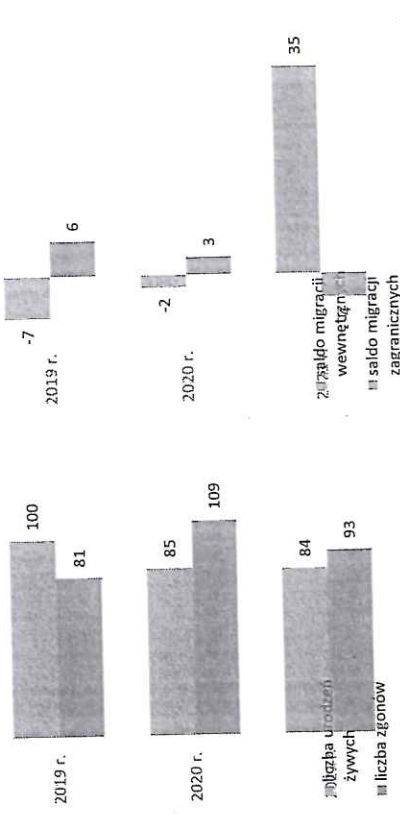 100
81
2019 r.
85
109
2020 r.
84
93
liczba urodzeń
żywych
liczba zgonów
-7
6
2019 r.
-2
3
2020 r.
35
saldo migracji
wewnętrznych
saldo migracji
zagranicznych